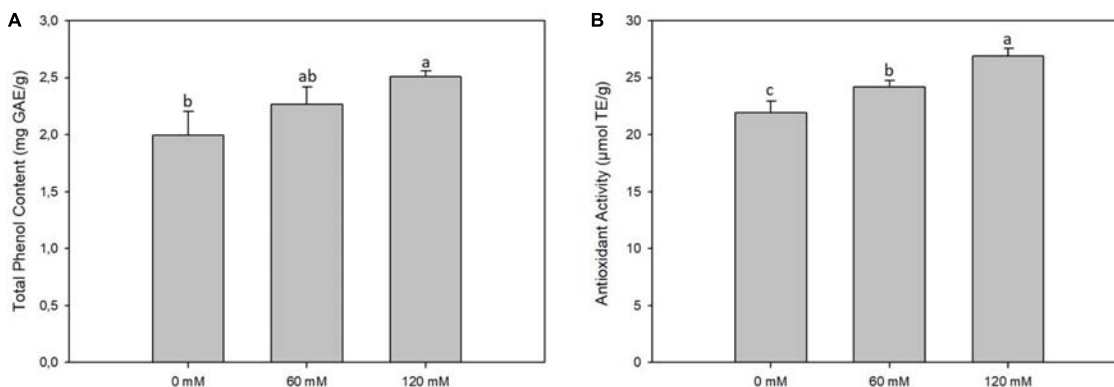 A
Total Phenol Content (mg GAE/g)
3,0
2,5
2,0
1,5
1,0
0,5
0,0
b
ab
a
0 mM
60 mM
120 mM
B
Antioxidant Activity (µmol TE/g)
30
25
20
15
10
5
0
c
b
a
0 mM
60 mM
120 mM